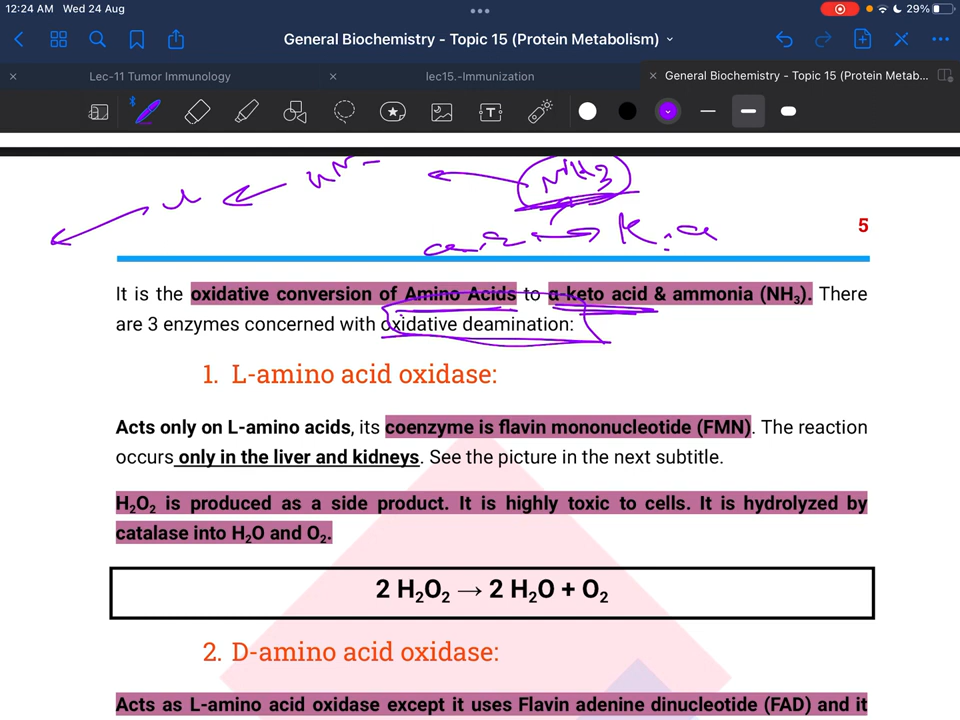 12:24 AM Wed 24 Aug
29%
General Biochemistry - Topic 15 (Protein Metabolism)
Lec-11 Tumor Immunology
lec15.-Immunization
General Biochemistry - Topic 15 (Protein Metab...
NH3
5
It is the oxidative conversion of Amino Acids to α-keto acid & ammonia (NH₃). There
are 3 enzymes concerned with oxidative deamination:
1. L-amino acid oxidase:
Acts only on L-amino acids, its coenzyme is flavin mononucleotide (FMN). The reaction
occurs only in the liver and kidneys. See the picture in the next subtitle.
H₂O₂ is produced as a side product. It is highly toxic to cells. It is hydrolyzed by
catalase into H₂O and O₂.
2 H₂O₂ → 2 H₂O + O₂
2. D-amino acid oxidase:
Acts as L-amino acid oxidase except it uses Flavin adenine dinucleotide (FAD) and it